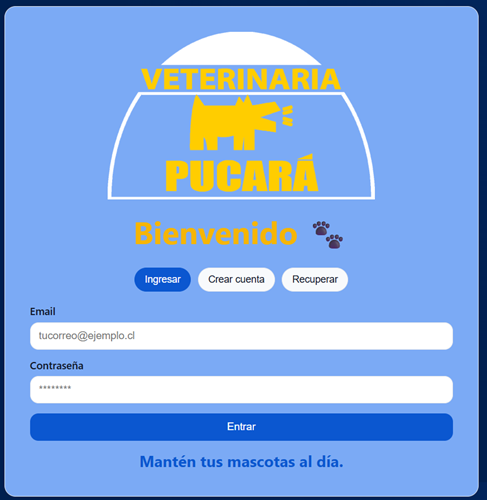 VETERINARIA
PUCARÁ
Bienvenido 🐾
Ingresar Crear cuenta Recuperar
Email
tucorreo@ejemplo.cl
Contraseña
********
Entrar
Mantén tus mascotas al día.